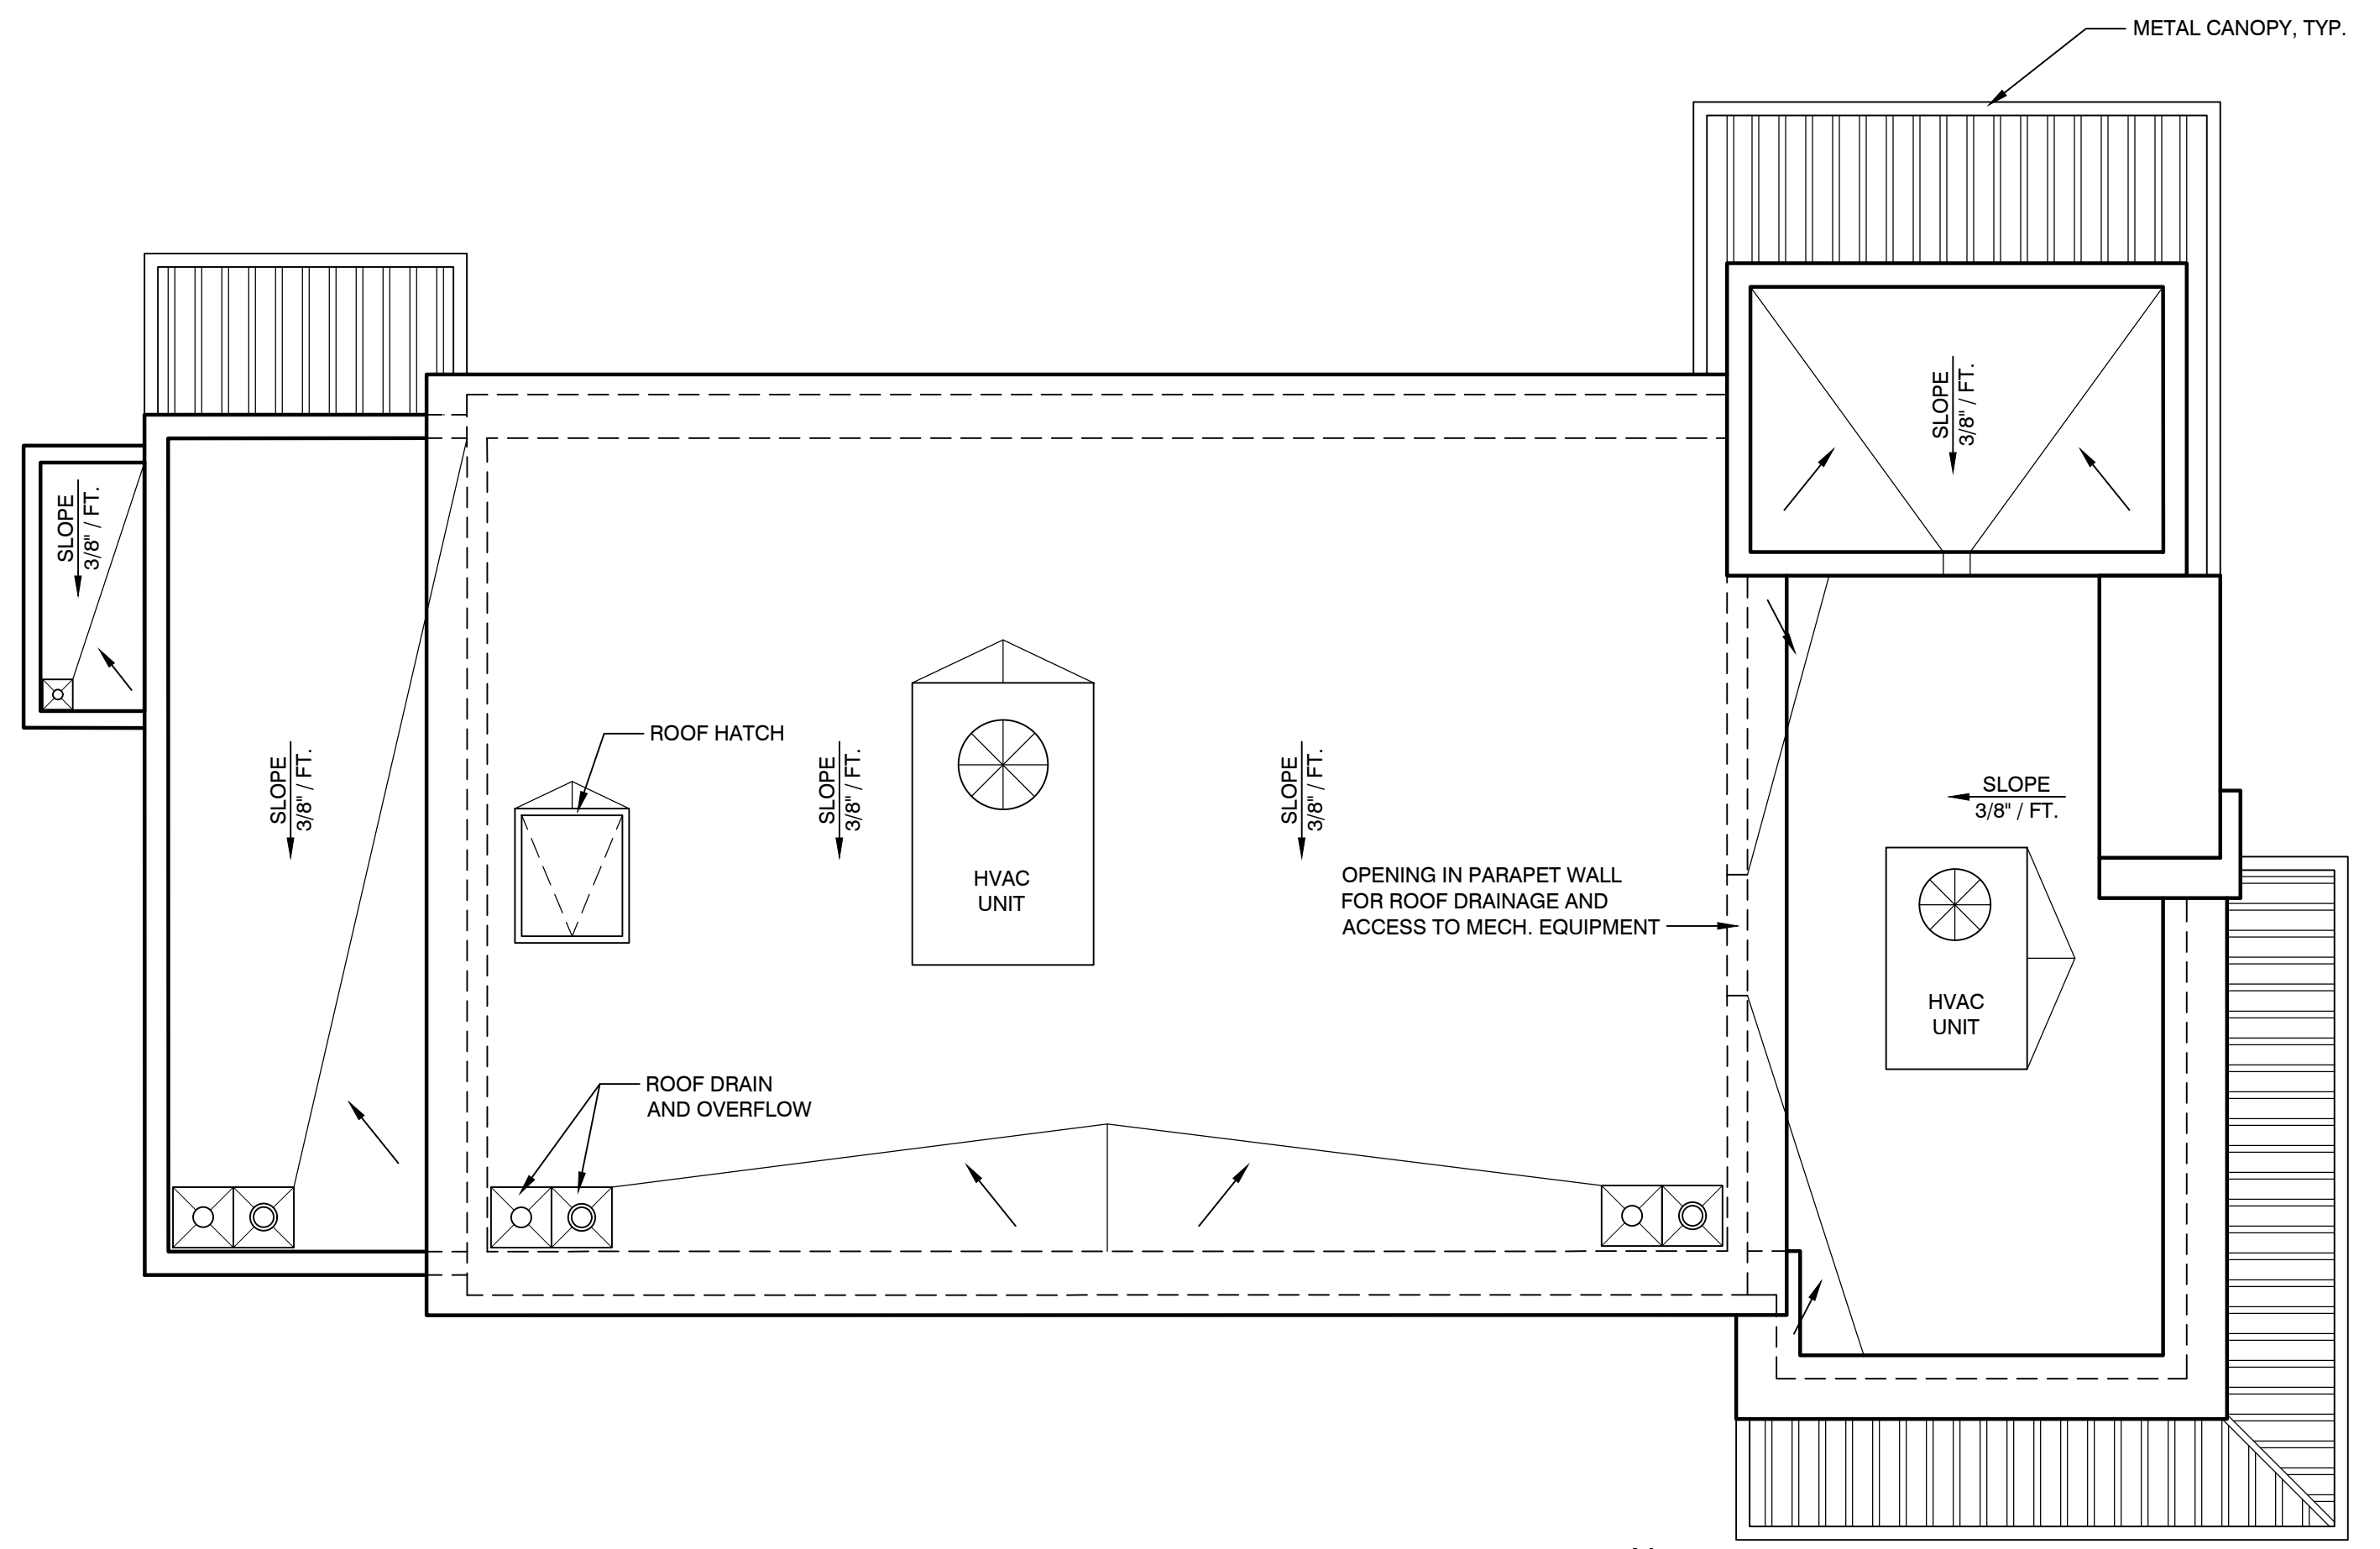 METAL CANOPY, TYP.
SLOPE
3/8" / FT.
SLOPE
3/8" / FT.
SLOPE
3/8" / FT.
ROOF HATCH
SLOPE
3/8" / FT.
HVAC
UNIT
SLOPE
3/8" / FT.
SLOPE
3/8" / FT.
OPENING IN PARAPET WALL
FOR ROOF DRAINAGE AND
ACCESS TO MECH. EQUIPMENT
HVAC
UNIT
ROOF DRAIN
AND OVERFLOW